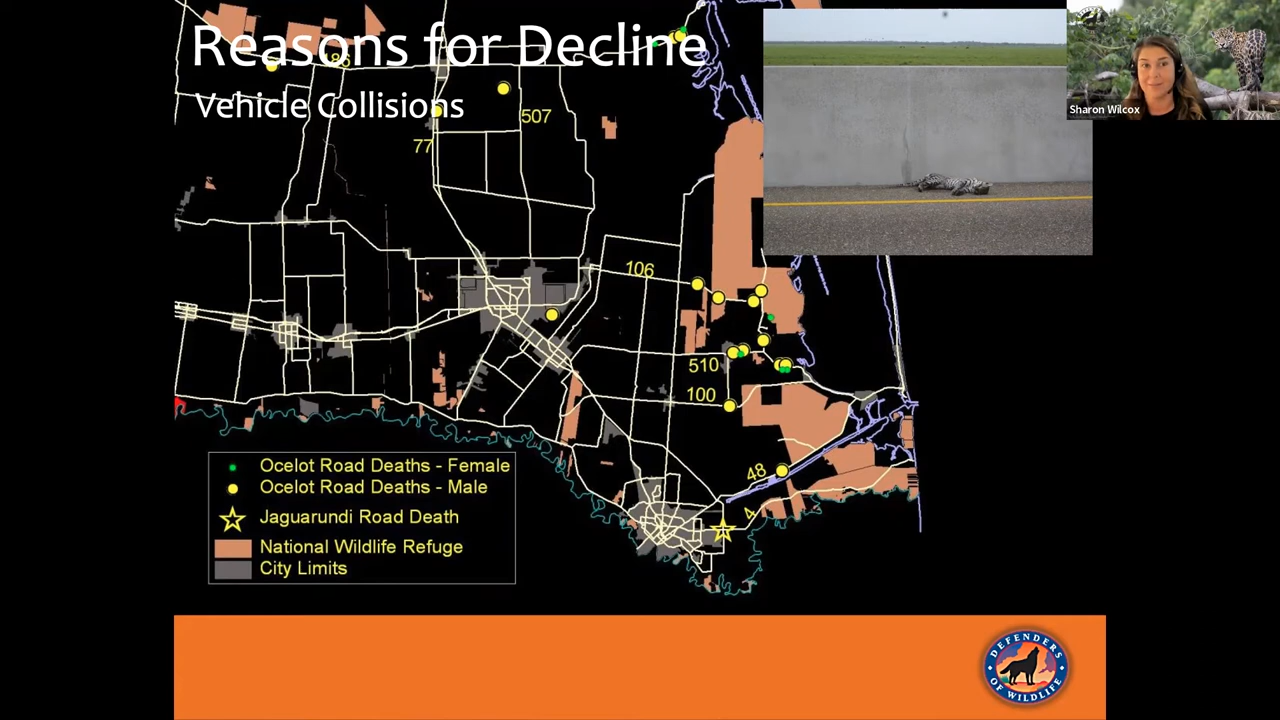 Reasons for Decline
Vehicle Collisions
77
507
106
510
100
48
4
Ocelot Road Deaths - Female
Ocelot Road Deaths - Male
Jaguarundi Road Death
National Wildlife Refuge
City Limits
Sharon Wilcox
DEFENDERS
OF WILDLIFE